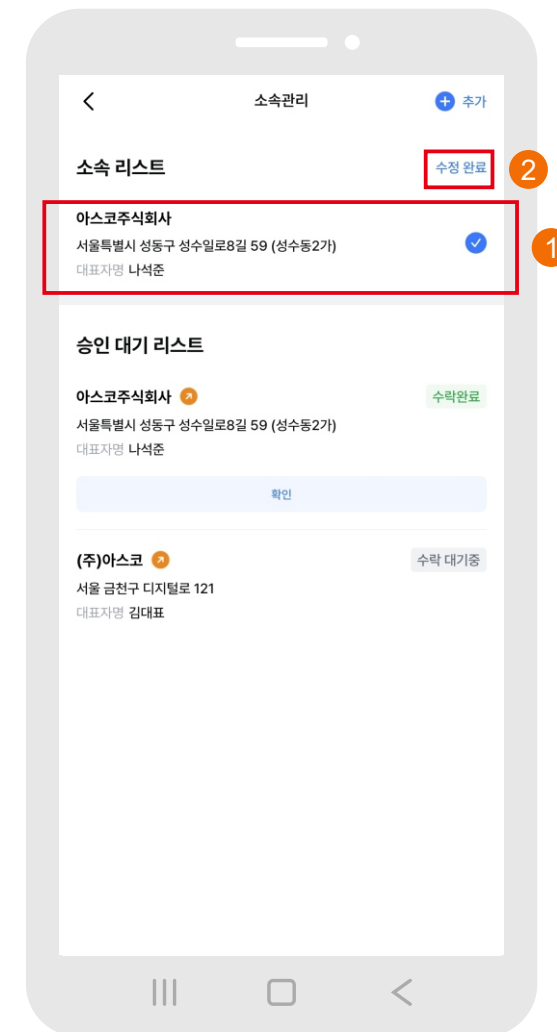 소속관리
추가
소속 리스트
수정 완료
2
아스코주식회사
서울특별시 성동구 성수일로8길 59 (성수동2가)
대표자명 나석준
1
승인 대기 리스트
아스코주식회사
수락완료
서울특별시 성동구 성수일로8길 59 (성수동2가)
대표자명 나석준
확인
(주)아스코
수락 대기중
서울 금천구 디지털로 121
대표자명 김대표